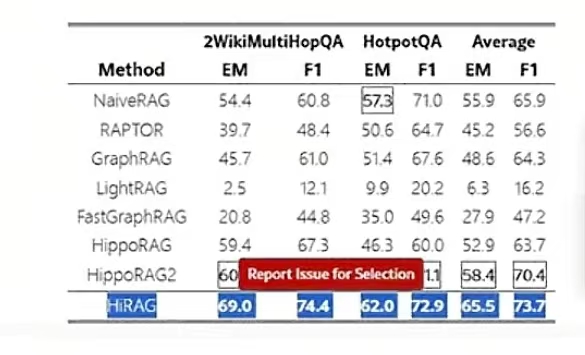 2WikiMultiHopQA HotpotQA Average
Method EM F1 EM F1 EM F1
NaiveRAG 54.4 60.8 57.3 71.0 55.9 65.9
RAPTOR 39.7 48.4 50.6 64.7 45.2 56.6
GraphRAG 45.7 61.0 51.4 67.6 48.6 64.3
LightRAG 2.5 12.1 9.9 20.2 6.3 16.2
FastGraphRAG 20.8 44.8 35.0 49.6 27.9 47.2
HippoRAG 59.4 67.3 46.3 60.0 52.9 63.7
HippoRAG2 60 Report Issue for Selection 1.1 58.4 70.4
HiRAG 69.0 74.4 62.0 72.9 65.5 73.7